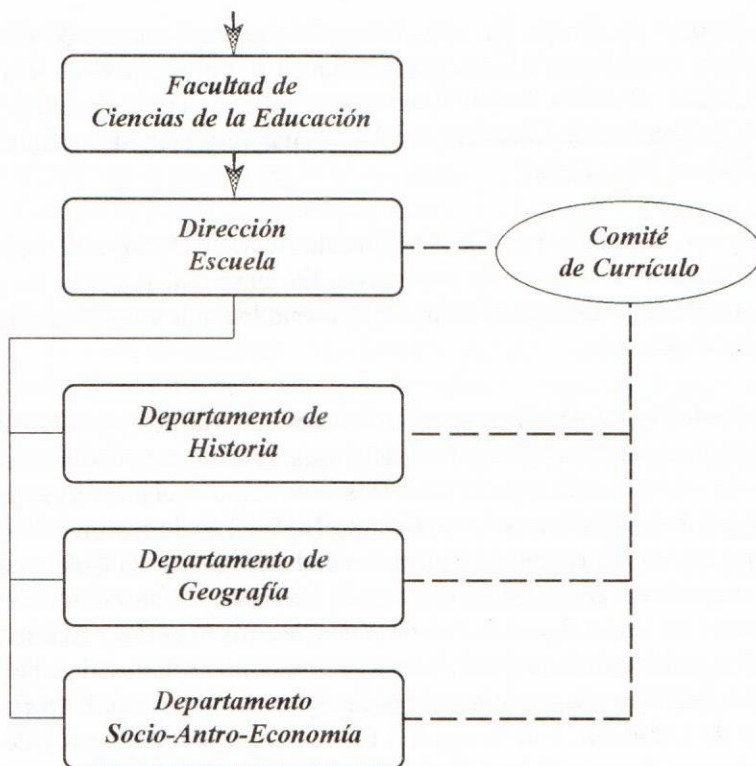 Facultad de
Ciencias de la Educación
Dirección
Escuela
Comité
de Currículo
Departamento de
Historia
Departamento de
Geografía
Departamento
Socio-Antro-Economía